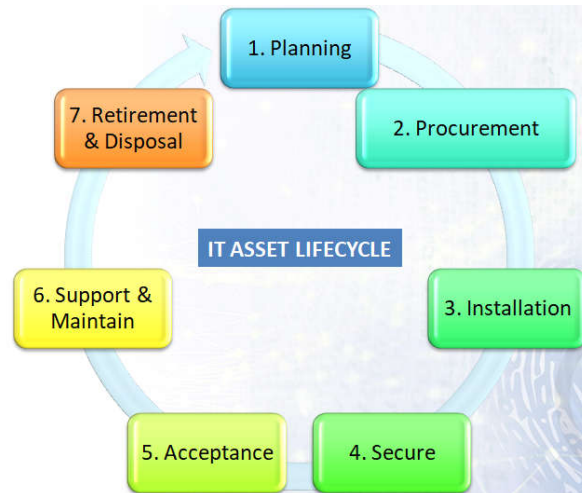 1. Planning
2. Procurement
3. Installation
4. Secure
5. Acceptance
6. Support &
Maintain
7. Retirement
& Disposal
IT ASSET LIFECYCLE